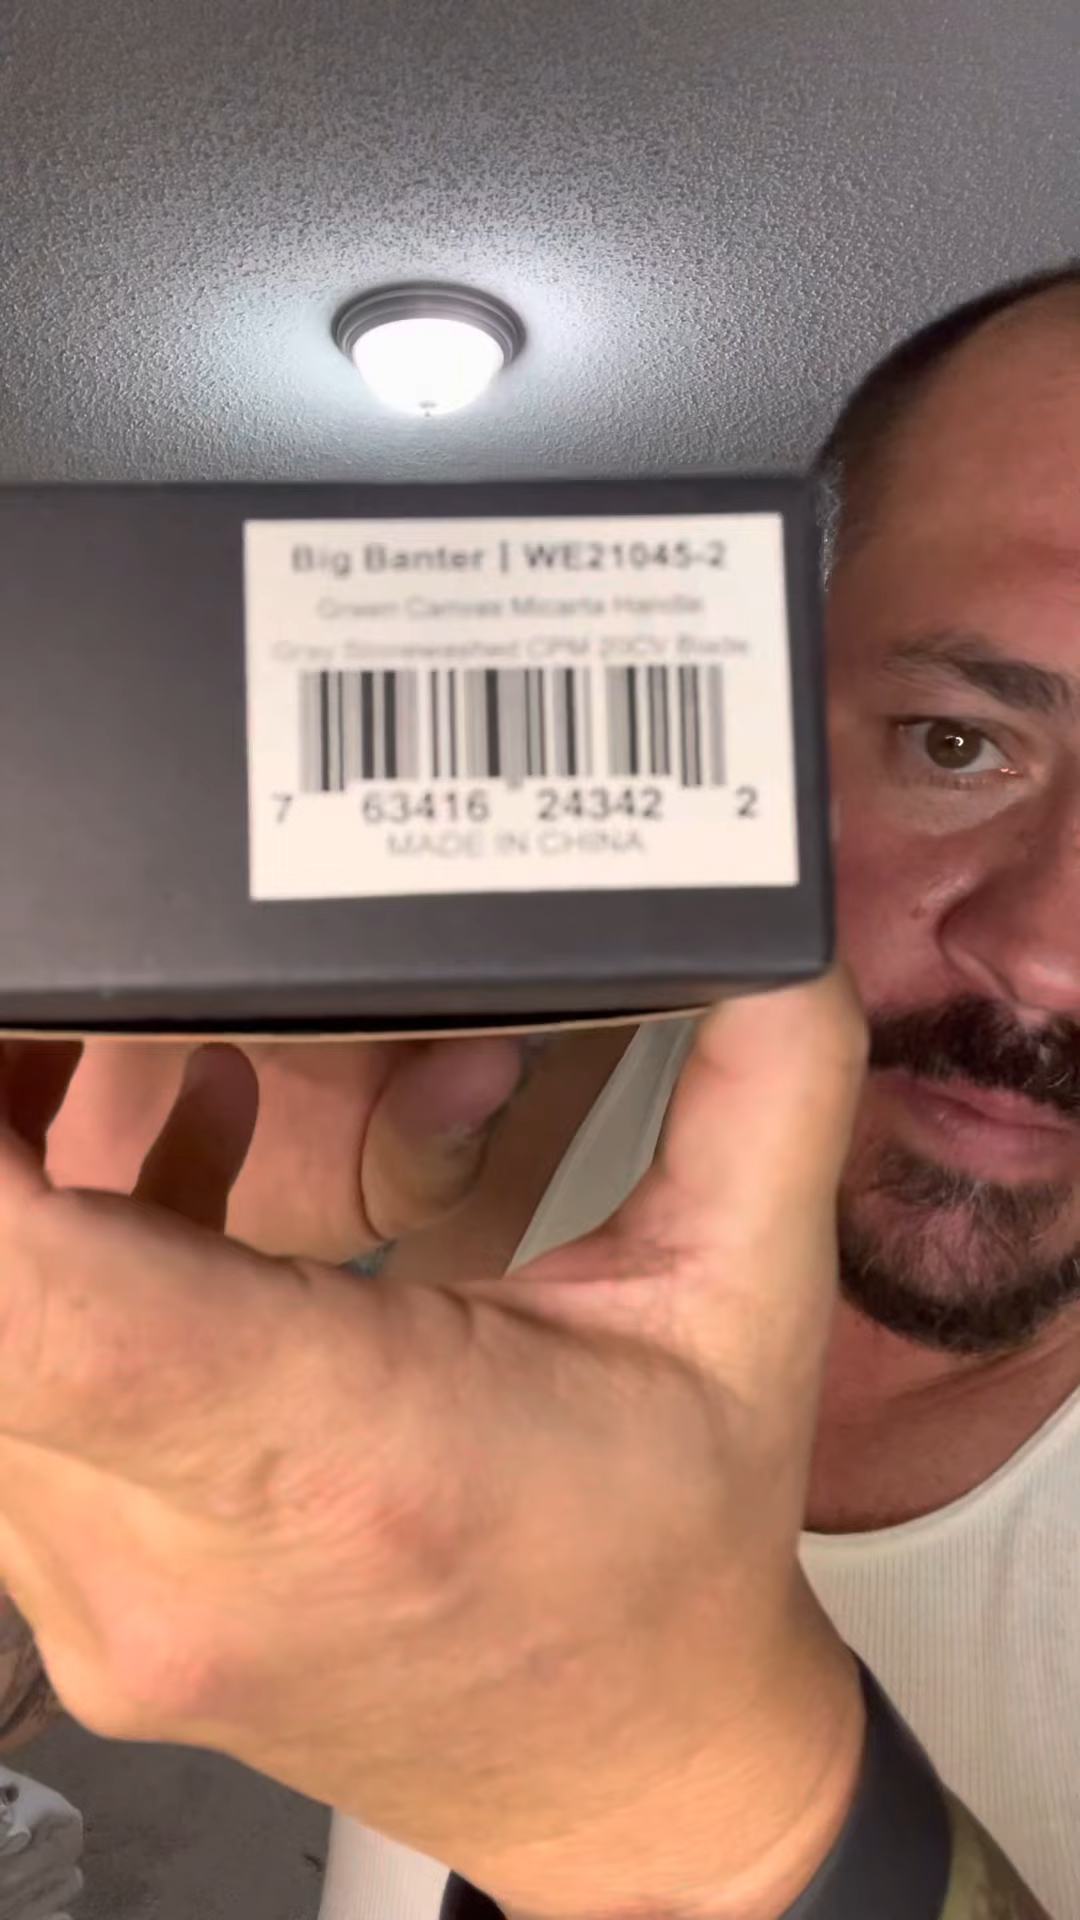 Big Banter | WE21045-2
Green Canvas Micarta Handle
Gray Stonewashed CPM 20CV Blade
7 63416 24342 2
MADE IN CHINA